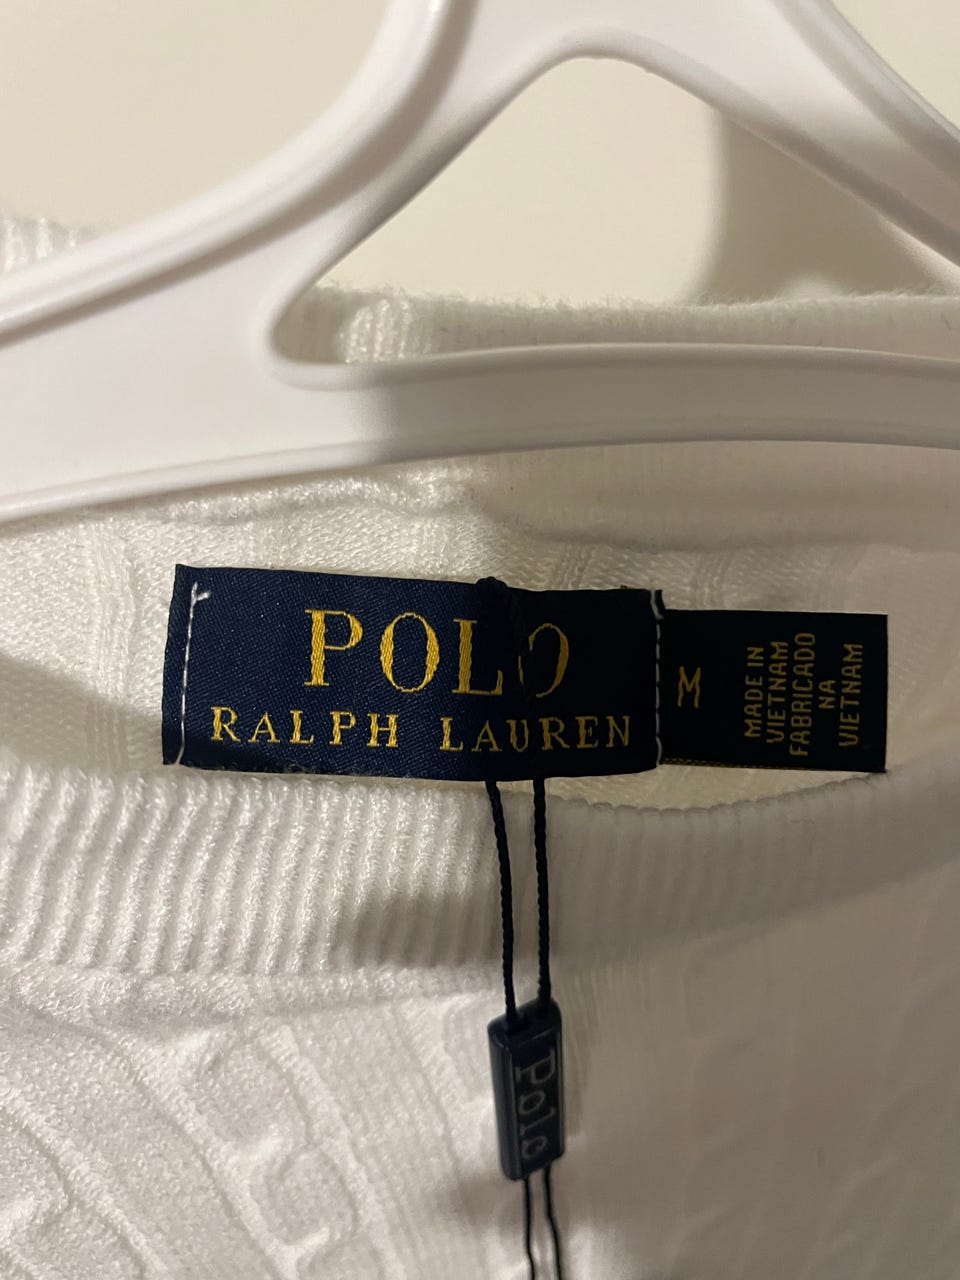 POLO
RALPH LAUREN
M
MADE IN
VIETNAM
FABRICADO
NA
VIETNAM
Polo